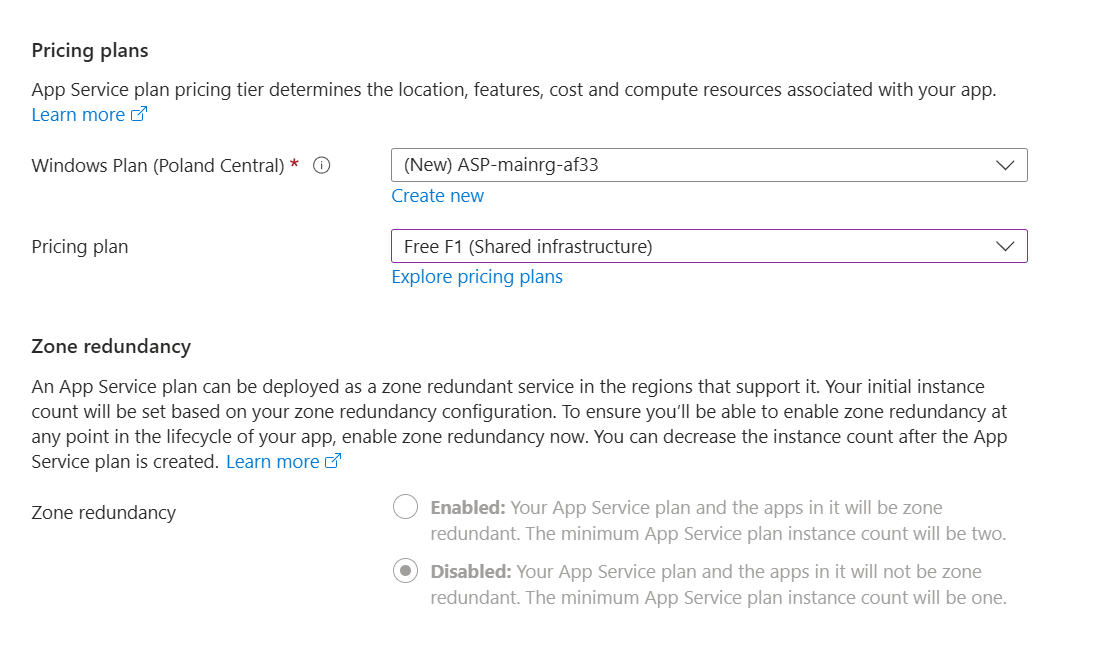 Pricing plans
App Service plan pricing tier determines the location, features, cost and compute resources associated with your app.
Learn more
Windows Plan (Poland Central) *
(New) ASP-mainrg-af33
Create new
Pricing plan
Free F1 (Shared infrastructure)
Explore pricing plans
Zone redundancy
An App Service plan can be deployed as a zone redundant service in the regions that support it. Your initial instance
count will be set based on your zone redundancy configuration. To ensure you'll be able to enable zone redundancy at
any point in the lifecycle of your app, enable zone redundancy now. You can decrease the instance count after the App
Service plan is created. Learn more
Zone redundancy
Enabled: Your App Service plan and the apps in it will be zone
redundant. The minimum App Service plan instance count will be two.
Disabled: Your App Service plan and the apps in it will not be zone
redundant. The minimum App Service plan instance count will be one.